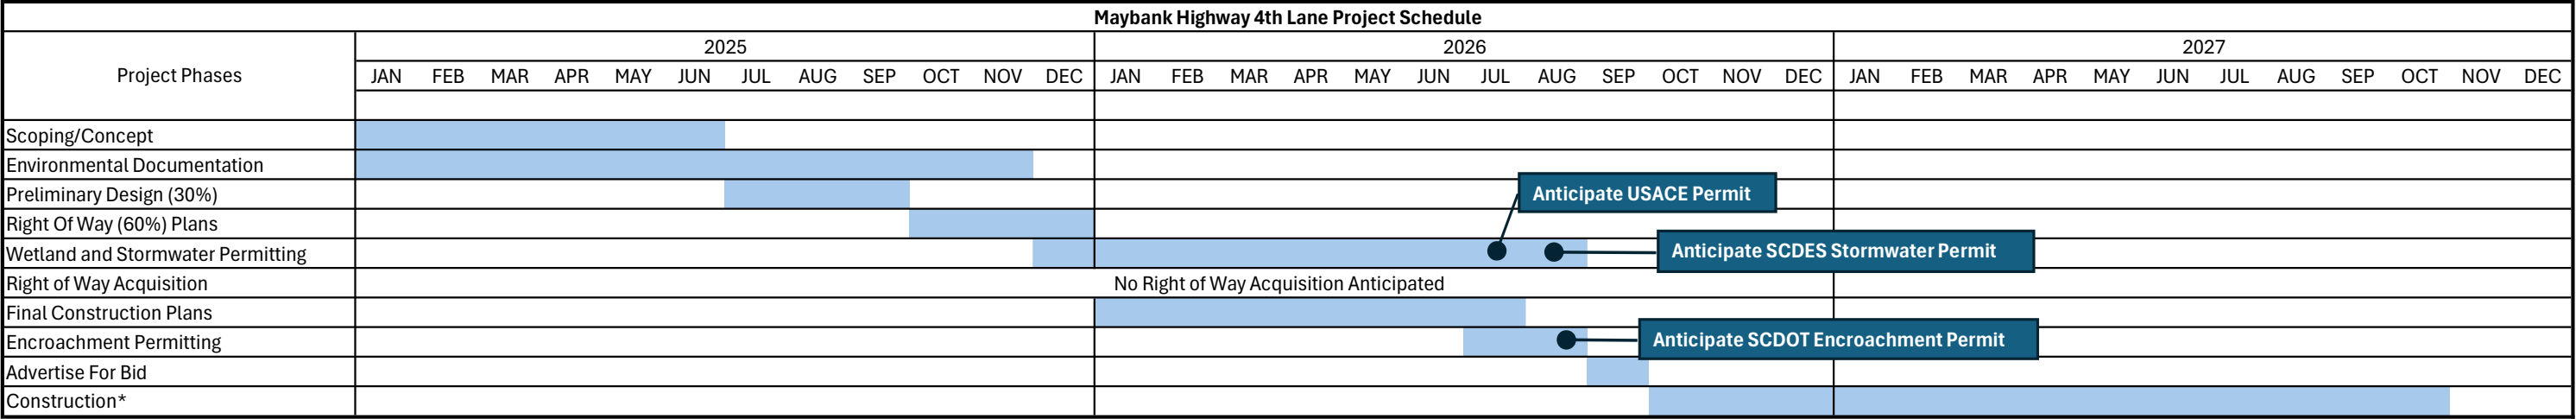 Maybank Highway 4th Lane Project Schedule
Project Phases
2025 2026 2027
JAN FEB MAR APR MAY JUN JUL AUG SEP OCT NOV DEC JAN FEB MAR APR MAY JUN JUL AUG SEP OCT NOV DEC JAN FEB MAR APR MAY JUN JUL AUG SEP OCT NOV DEC
Scoping/Concept
Environmental Documentation
Preliminary Design (30%)
Anticipate USACE Permit
Right Of Way (60%) Plans
Wetland and Stormwater Permitting
Anticipate SCDES Stormwater Permit
Right of Way Acquisition
No Right of Way Acquisition Anticipated
Final Construction Plans
Encroachment Permitting
Anticipate SCDOT Encroachment Permit
Advertise For Bid
Construction*